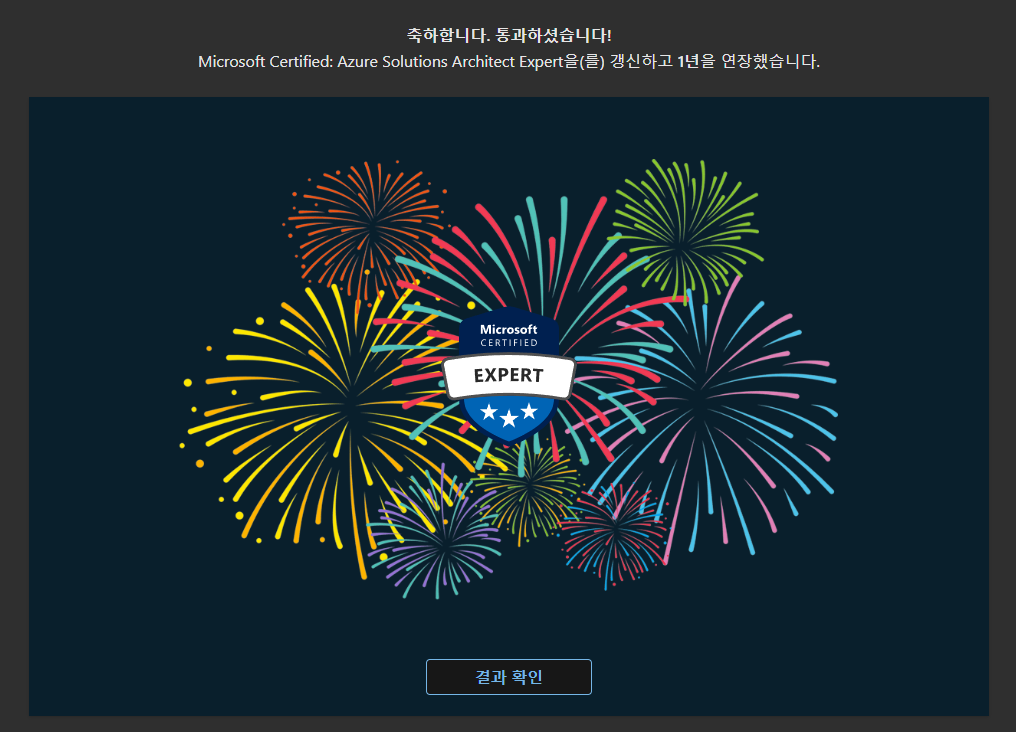 축하합니다. 통과하셨습니다!
Microsoft Certified: Azure Solutions Architect Expert을(를) 갱신하고 1년을 연장했습니다.
Microsoft
CERTIFIED
EXPERT
결과 확인